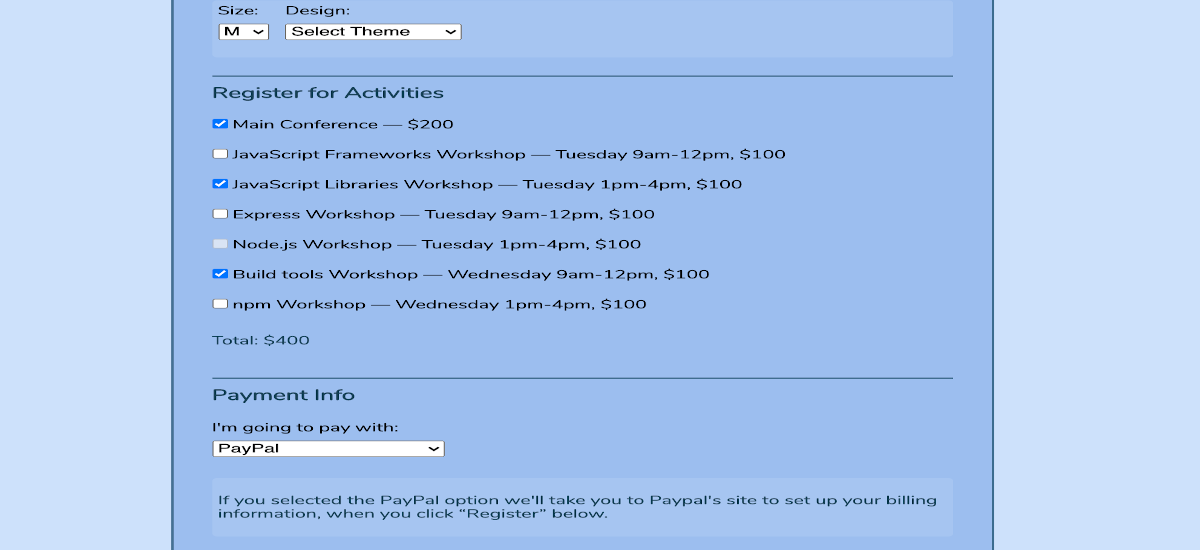 Size: Design:
M Select Theme
Register for Activities
Main Conference — $200
JavaScript Frameworks Workshop — Tuesday 9am-12pm, $100
JavaScript Libraries Workshop — Tuesday 1pm-4pm, $100
Express Workshop — Tuesday 9am-12pm, $100
Node.js Workshop — Tuesday 1pm-4pm, $100
Build tools Workshop — Wednesday 9am-12pm, $100
npm Workshop — Wednesday 1pm-4pm, $100
Total: $400
Payment Info
I'm going to pay with:
PayPal
If you selected the PayPal option we'll take you to Paypal's site to set up your billing
information, when you click “Register” below.